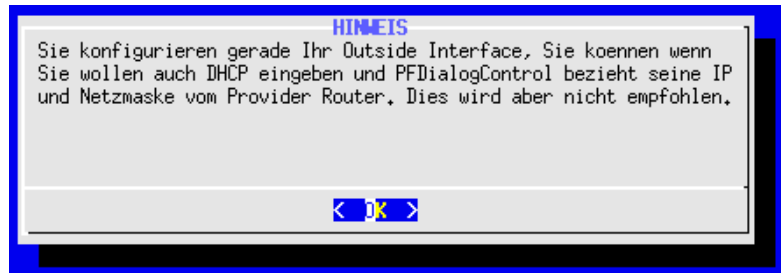 HINWEIS
Sie konfigurieren gerade Ihr Outside Interface, Sie koennen wenn
Sie wollen auch DHCP eingeben und PFDialogControl bezieht seine IP
und Netzmaske vom Provider Router. Dies wird aber nicht empfohlen.
< OK >